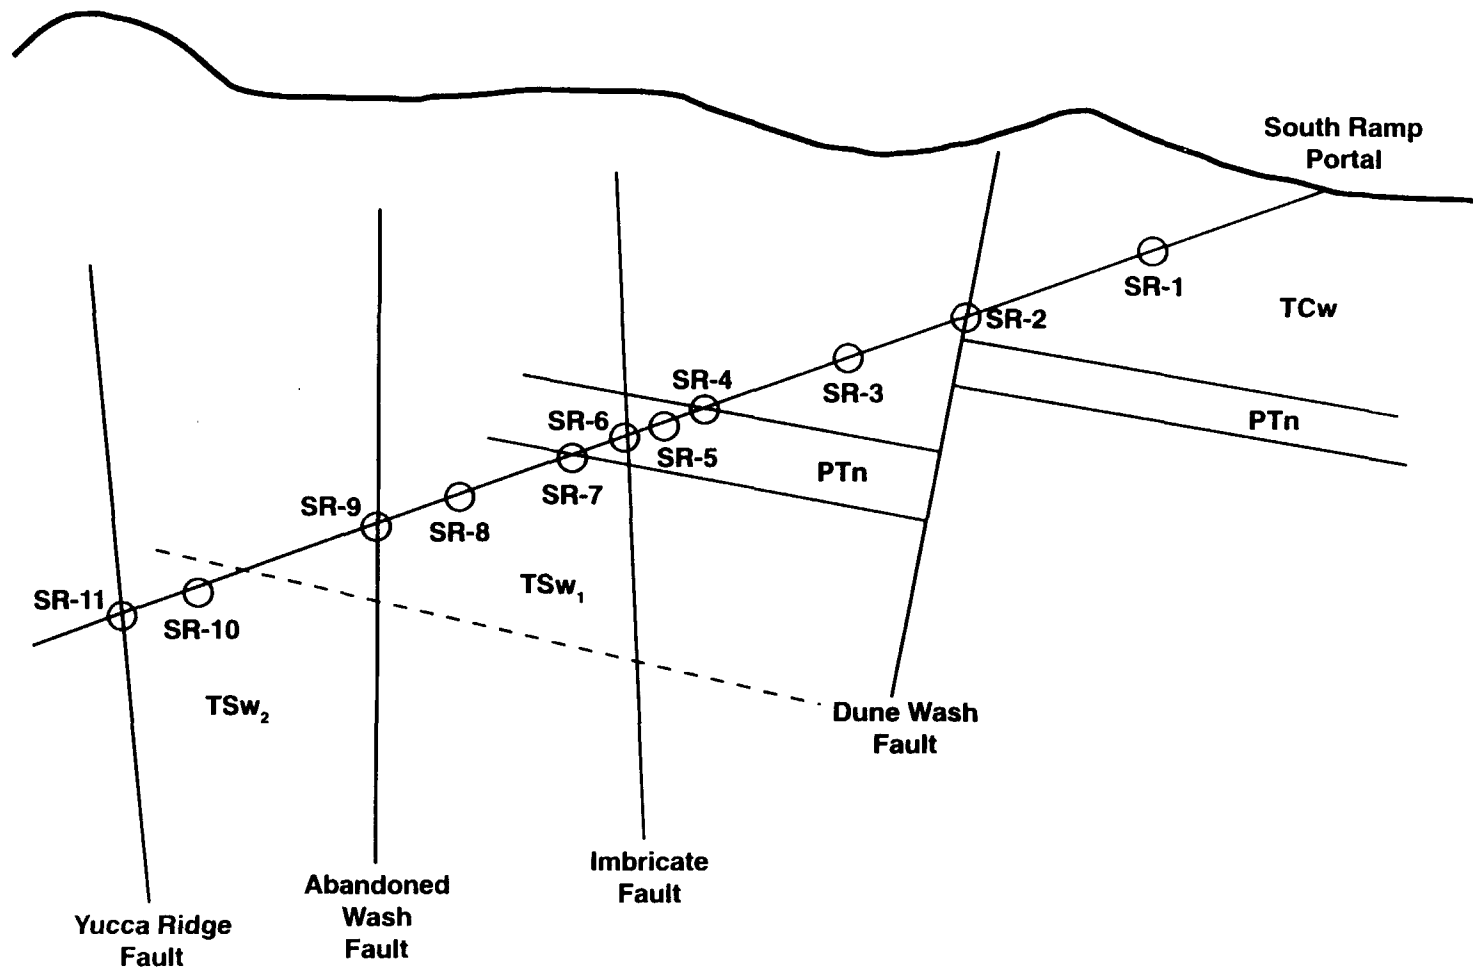 South Ramp
Portal
SR-1
TCw
SR-2
SR-3
SR-4
PTn
SR-6
SR-5
PTn
SR-7
SR-9
SR-8
TSw₁
SR-11
SR-10
TSw₂
Dune Wash
Fault
Imbricate
Fault
Abandoned
Wash
Fault
Yucca Ridge
Fault